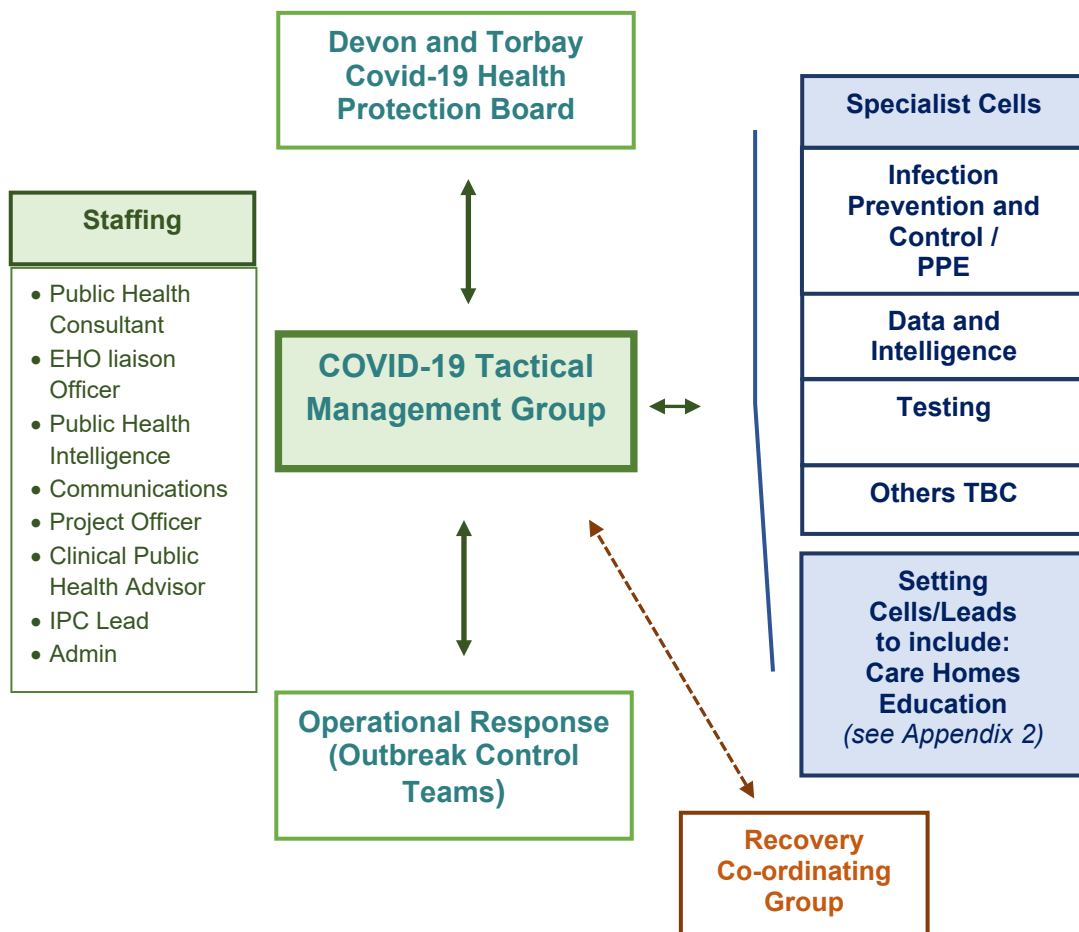 Devon and Torbay
Covid-19 Health
Protection Board
Staffing
• Public Health
Consultant
• EHO liaison
Officer
• Public Health
Intelligence
• Communications
• Project Officer
• Clinical Public
Health Advisor
• IPC Lead
• Admin
COVID-19 Tactical
Management Group
Operational Response
(Outbreak Control
Teams)
Specialist Cells
Infection
Prevention and
Control /
PPE
Data and
Intelligence
Testing
Others TBC
Setting
Cells/Leads
to include:
Care Homes
Education
(see Appendix 2)
Recovery
Co-ordinating
Group